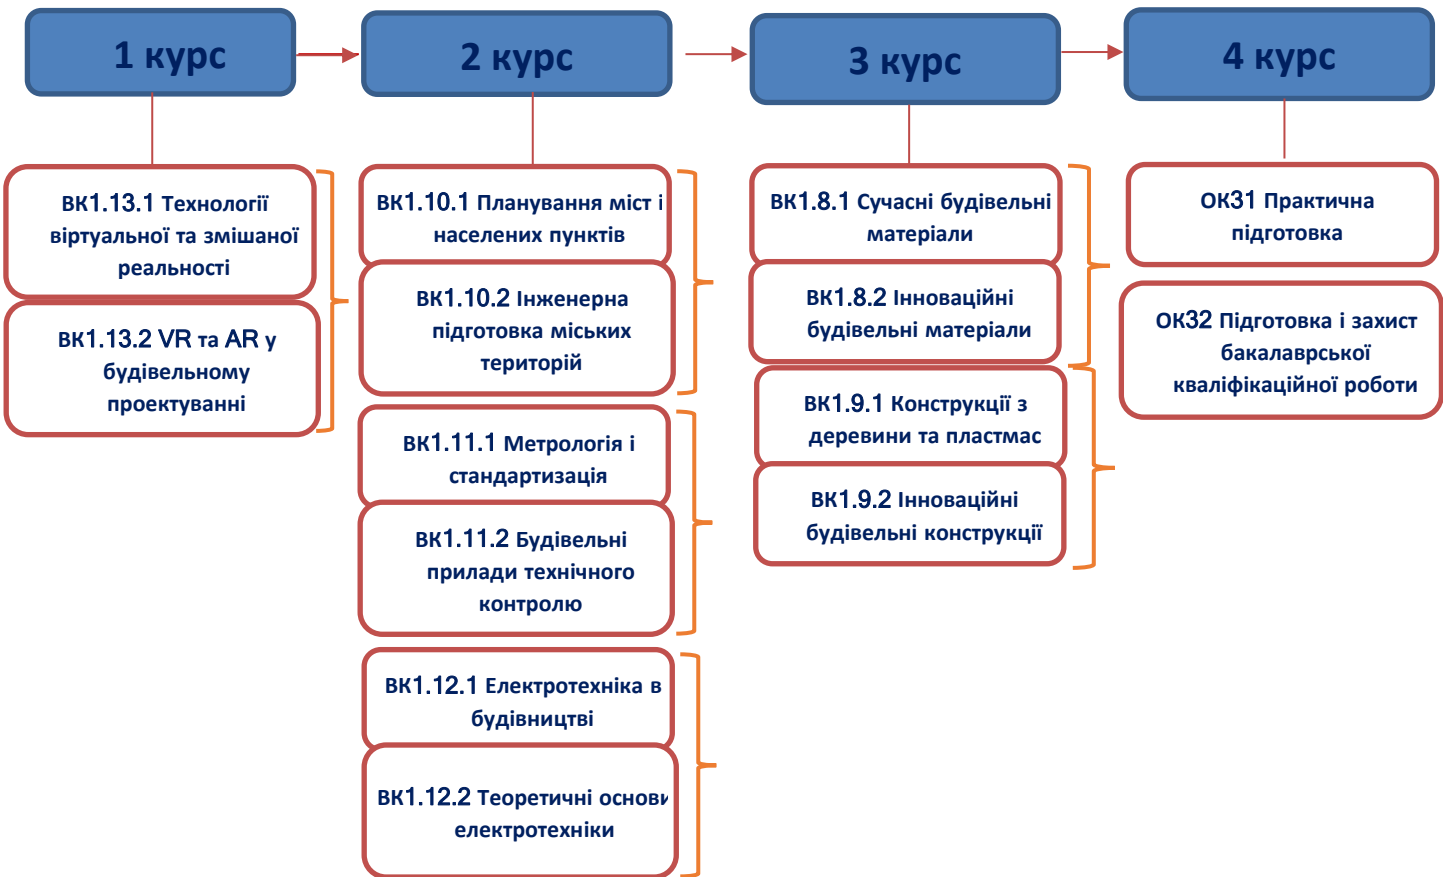 1 курс
2 курс
3 курс
4 курс
ВК1.13.1 Технології
віртуальної та змішаної
реальності
ВК1.13.2 VR та AR у
будівельному
проектуванні
ВК1.10.1 Планування міст і
населених пунктів
ВК1.10.2 Інженерна
підготовка міських
територій
ВК1.11.1 Метрологія і
стандартизація
ВК1.11.2 Будівельні
прилади технічного
контролю
ВК1.12.1 Електротехніка в
будівництві
ВК1.12.2 Теоретичні основи
електротехніки
ВК1.8.1 Сучасні будівельні
матеріали
ВК1.8.2 Інноваційні
будівельні матеріали
ВК1.9.1 Конструкції з
деревини та пластмас
ВК1.9.2 Інноваційні
будівельні конструкції
ОК31 Практична
підготовка
ОК32 Підготовка і захист
бакалаврської
кваліфікаційної роботи